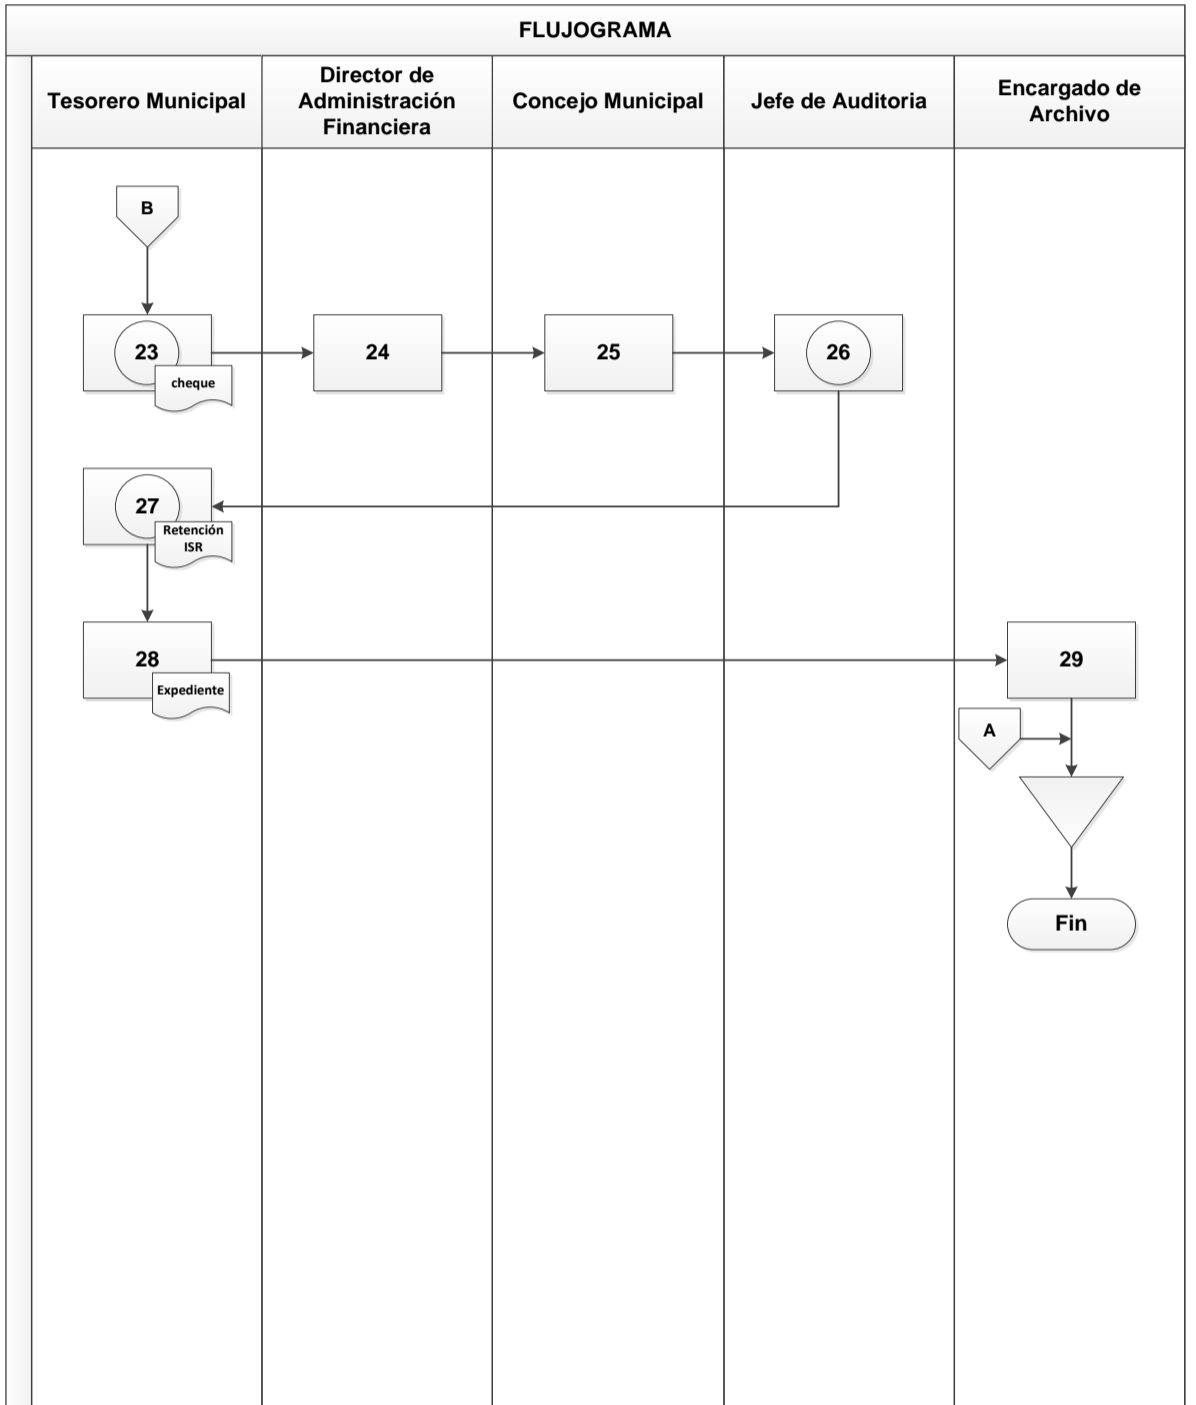 FLUJOGRAMA
Tesorero Municipal
Director de
Administración
Financiera
Concejo Municipal
Jefe de Auditoria
Encargado de
Archivo
B
23
cheque
24
25
26
27
Retención
ISR
28
Expediente
29
A
Fin